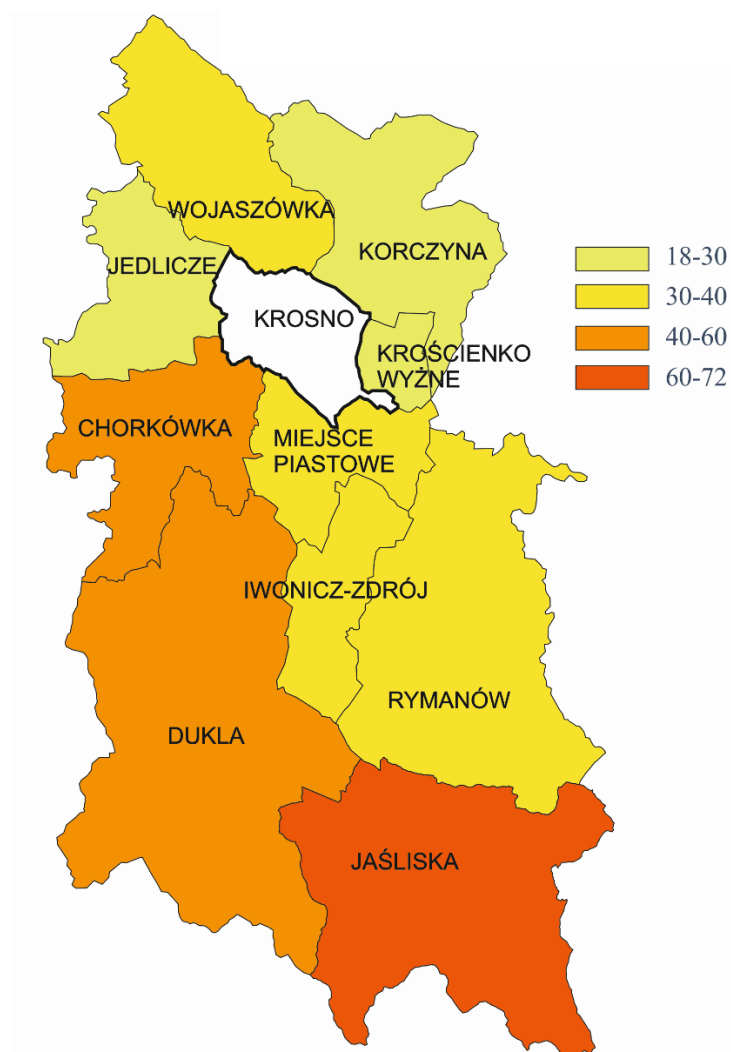 WOJASZÓWKA
KORCZYNA
JEDLICZE
KROSNO
KROŚCIENKO
WYŻNE
CHORKÓWKA
MIEJSCE
PIASTOWE
IWONICZ-ZDRÓJ
RYMANÓW
DUKLA
JAŚLISKA
18-30
30-40
40-60
60-72